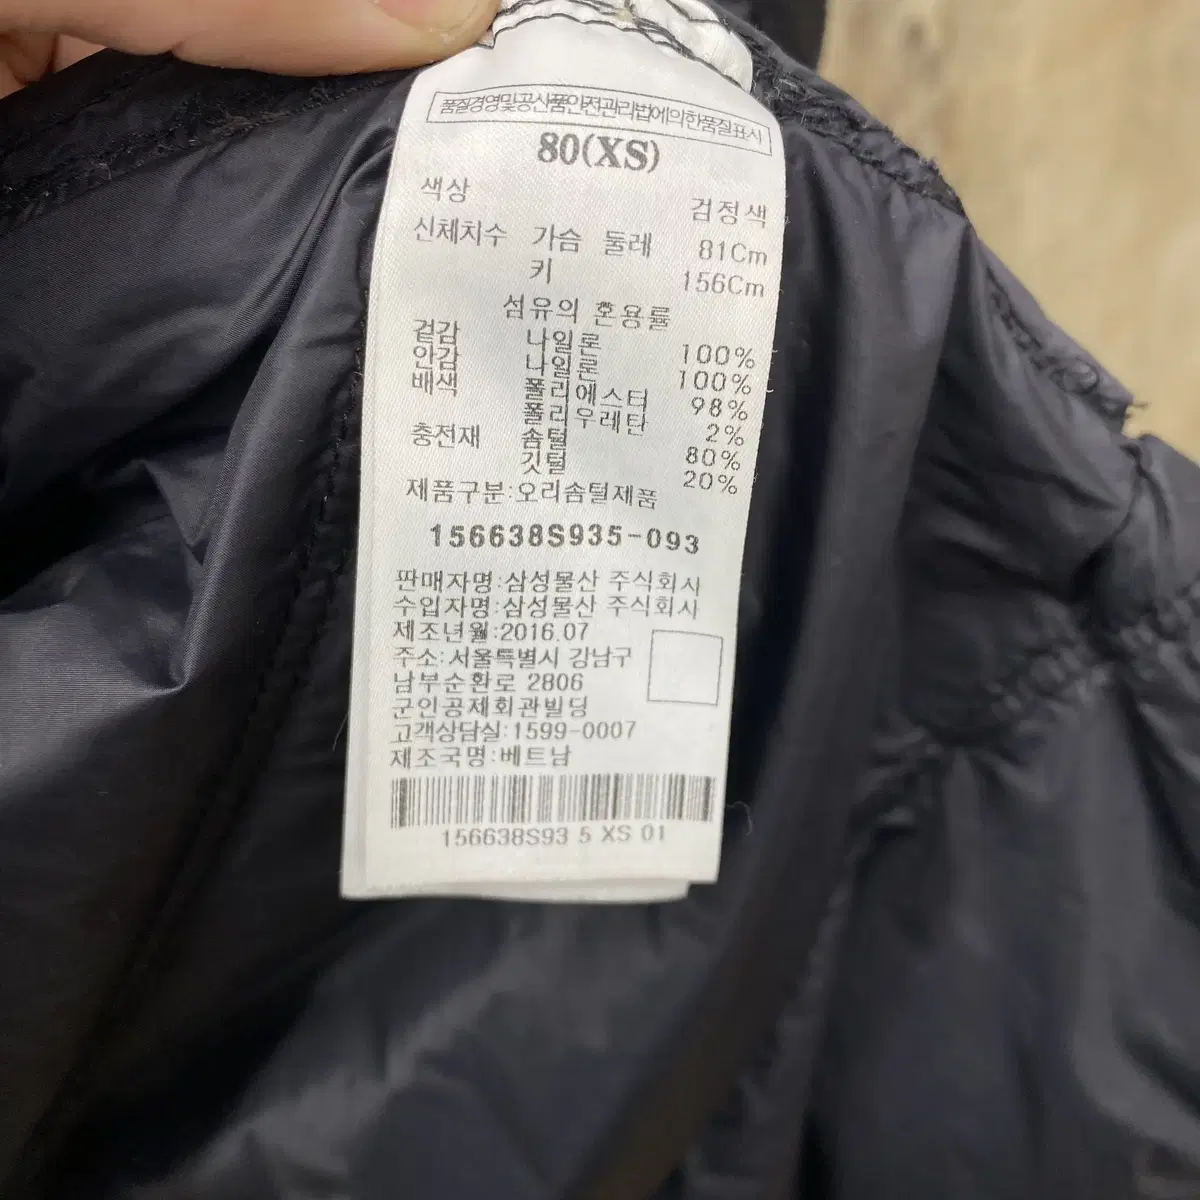 품질경영및공산품안전관리법에의한품질표시
80(XS)
색상 검정색
신체치수 가슴 둘레 81Cm
키 156Cm
섬유의 혼용률
겉감 나일론 100%
안감 나일론 100%
배색 폴리에스터 98%
폴리우레탄 2%
충전재 솜털 80%
깃털 20%
제품구분:오리솜털제품
156638S935-093
판매자명:삼성물산 주식회사
수입자명:삼성물산 주식회사
제조년월:2016.07
주소:서울특별시 강남구
남부순환로 2806
군인공제회관빌딩
고객상담실:1599-0007
제조국명:베트남
156638S93 5 XS 01